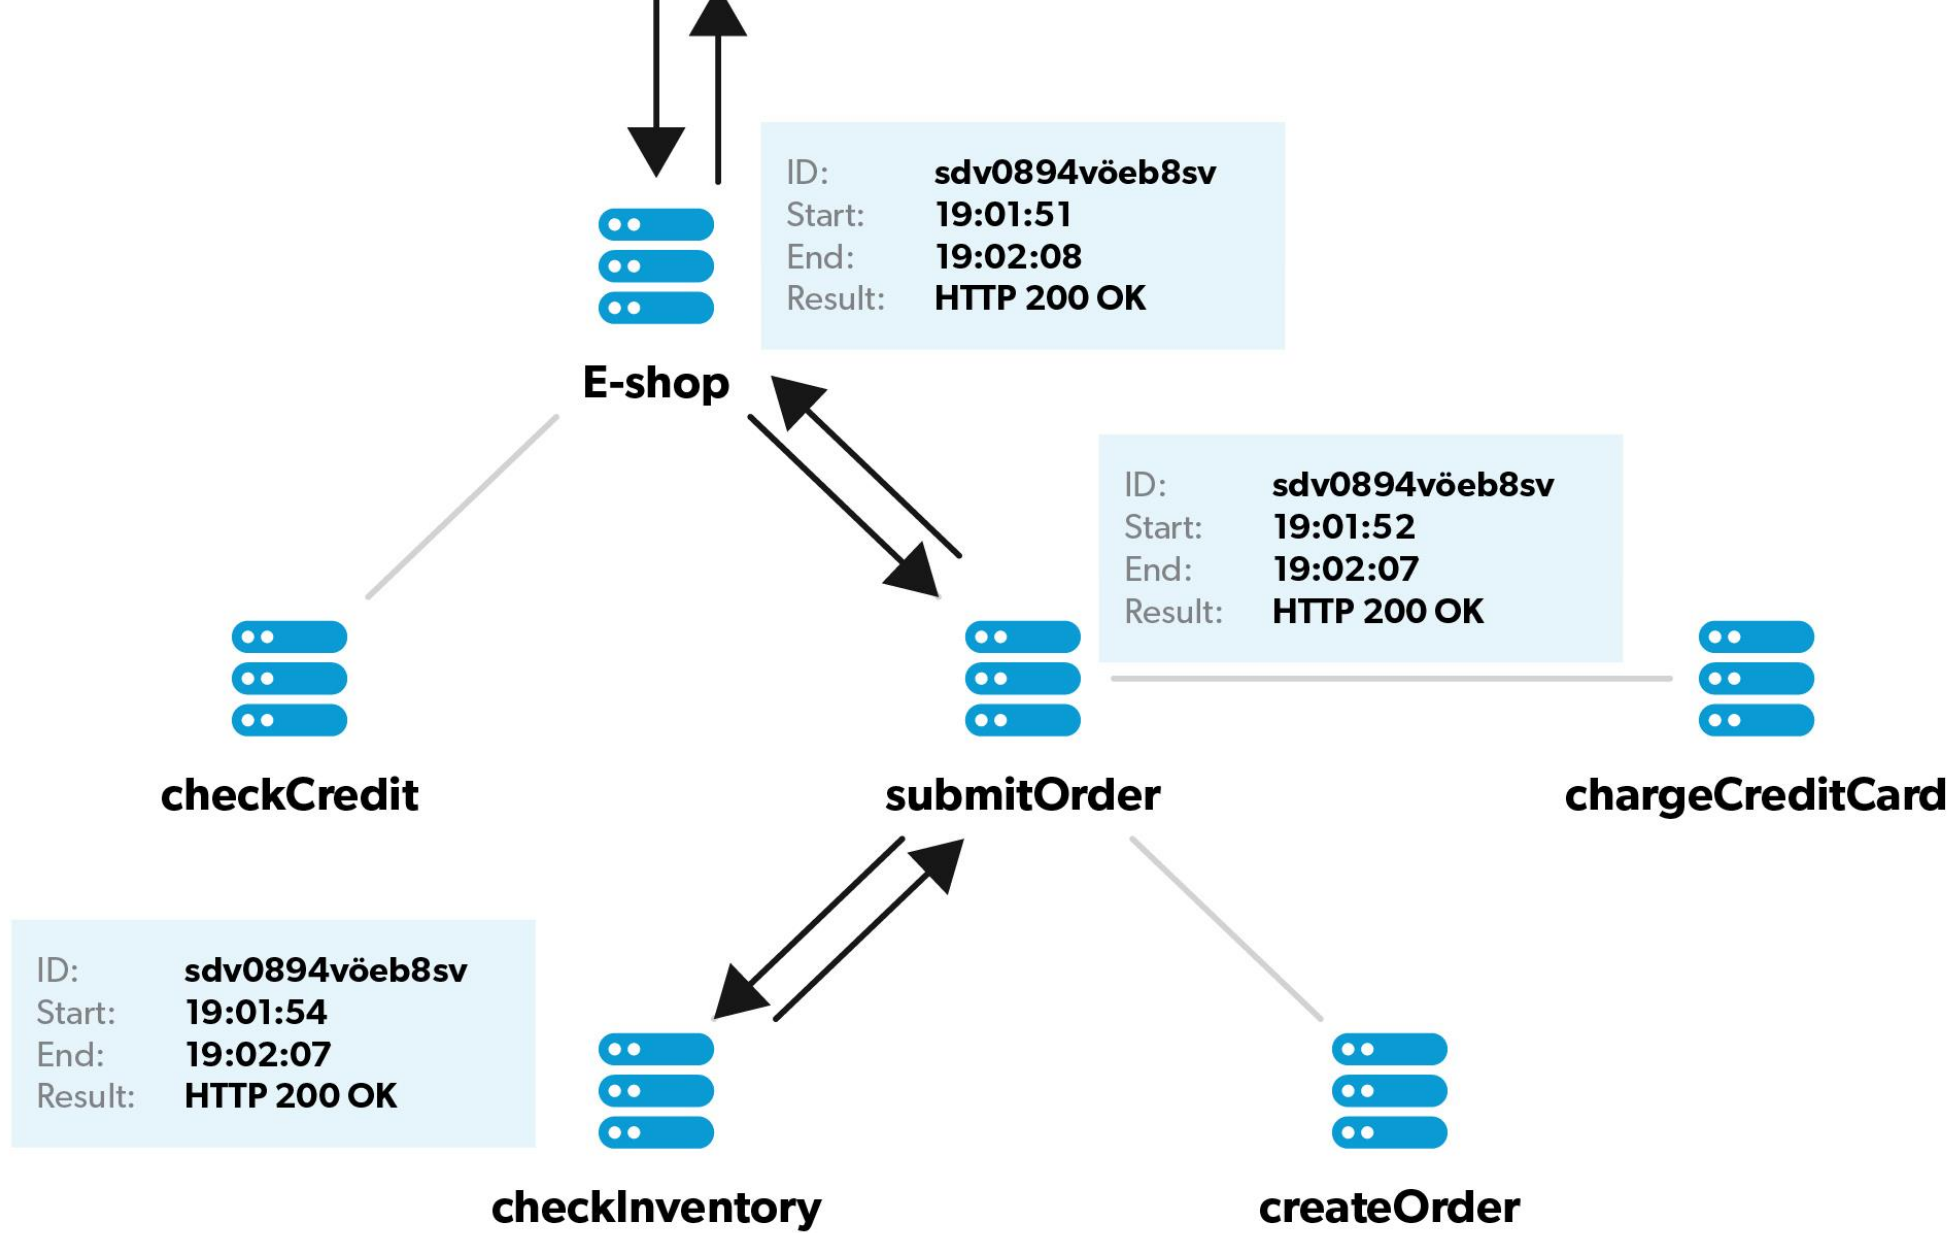 ID: sdv0894vöeb8sv
Start: 19:01:51
End: 19:02:08
Result: HTTP 200 OK
E-shop
ID: sdv0894vöeb8sv
Start: 19:01:52
End: 19:02:07
Result: HTTP 200 OK
checkCredit
submitOrder
chargeCreditCard
ID: sdv0894vöeb8sv
Start: 19:01:54
End: 19:02:07
Result: HTTP 200 OK
checkInventory
createOrder